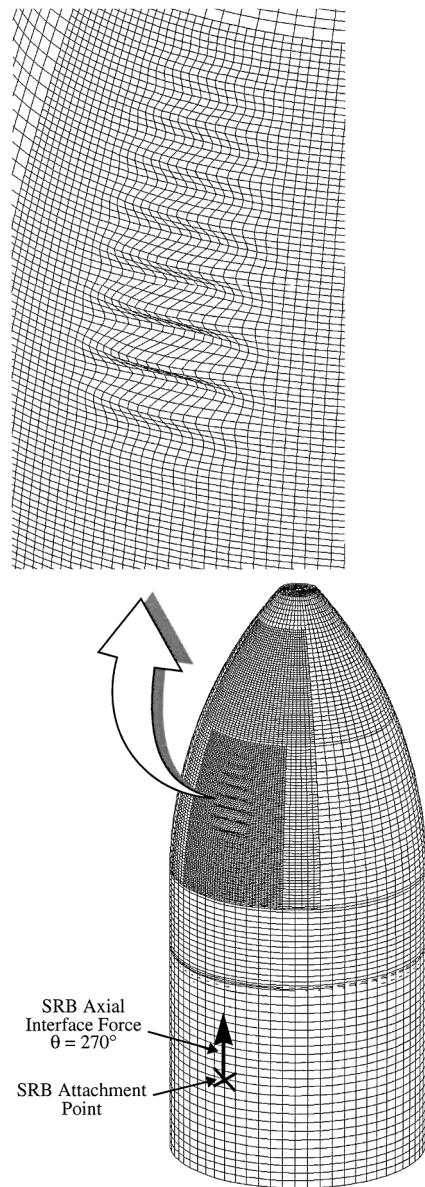 SRB Axial
Interface Force
θ = 270°
SRB Attachment
Point